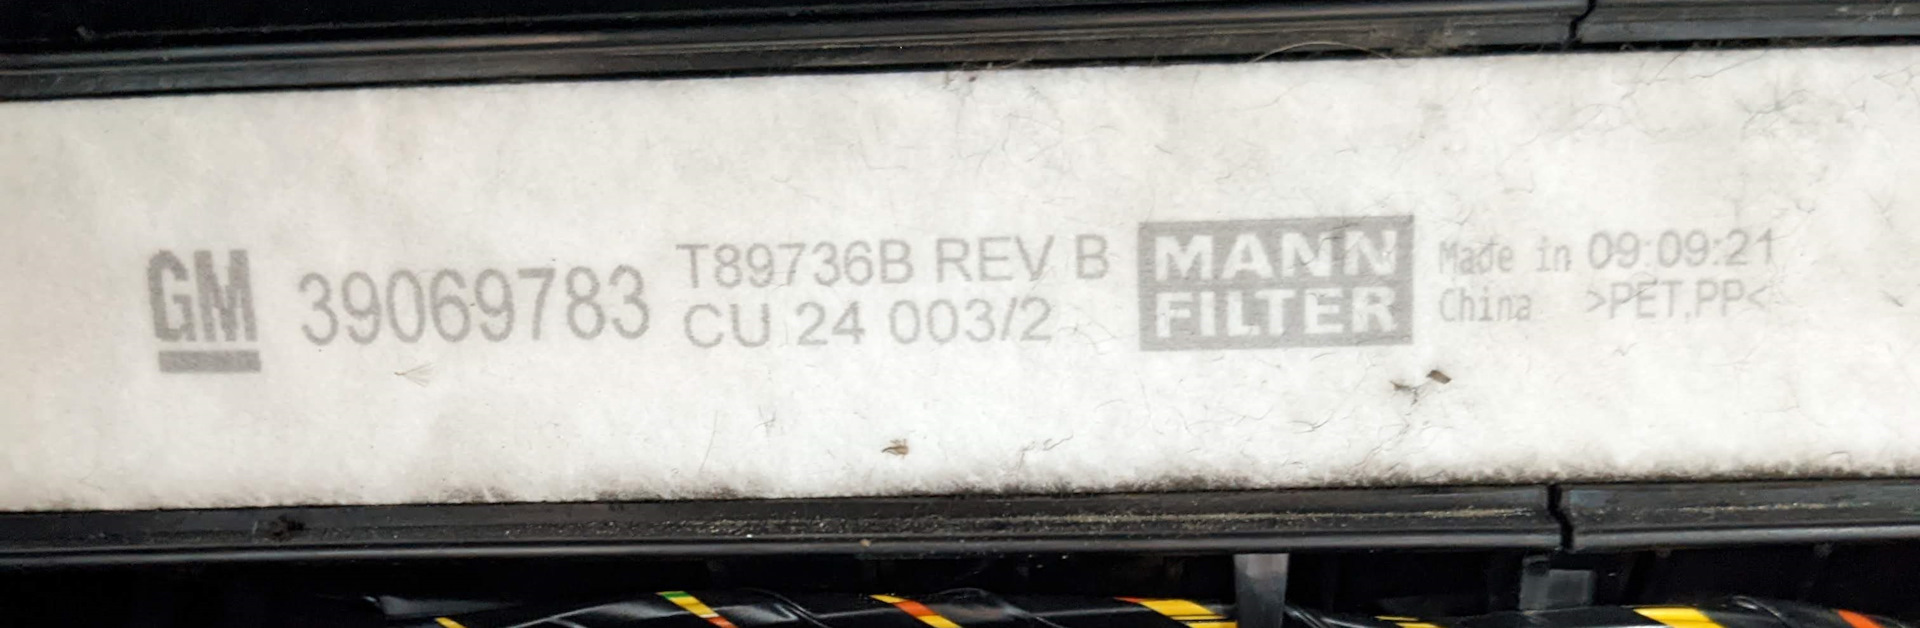 GM
39069783
T89736B REV B
CU 24 003/2
MANN
FILTER
Made in 09:09:21
China >PET,PP<